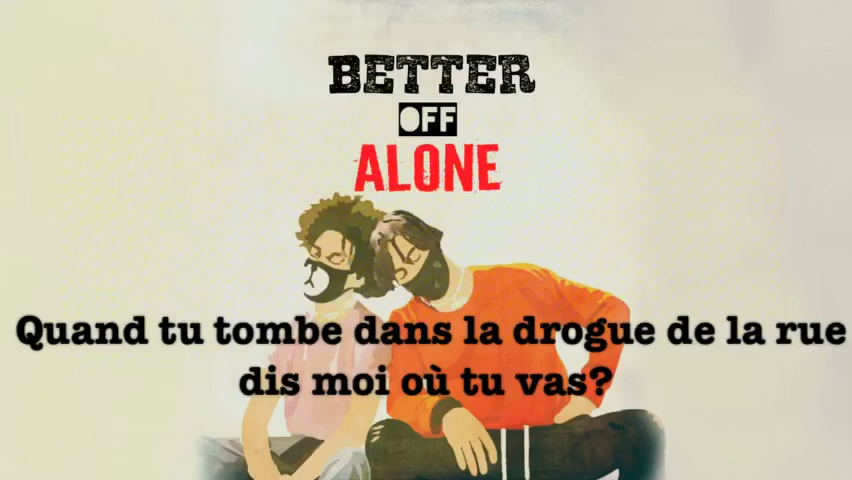 BETTER
OFF
ALONE
Quand tu tombe dans la drogue de la rue
dis moi où tu vas?